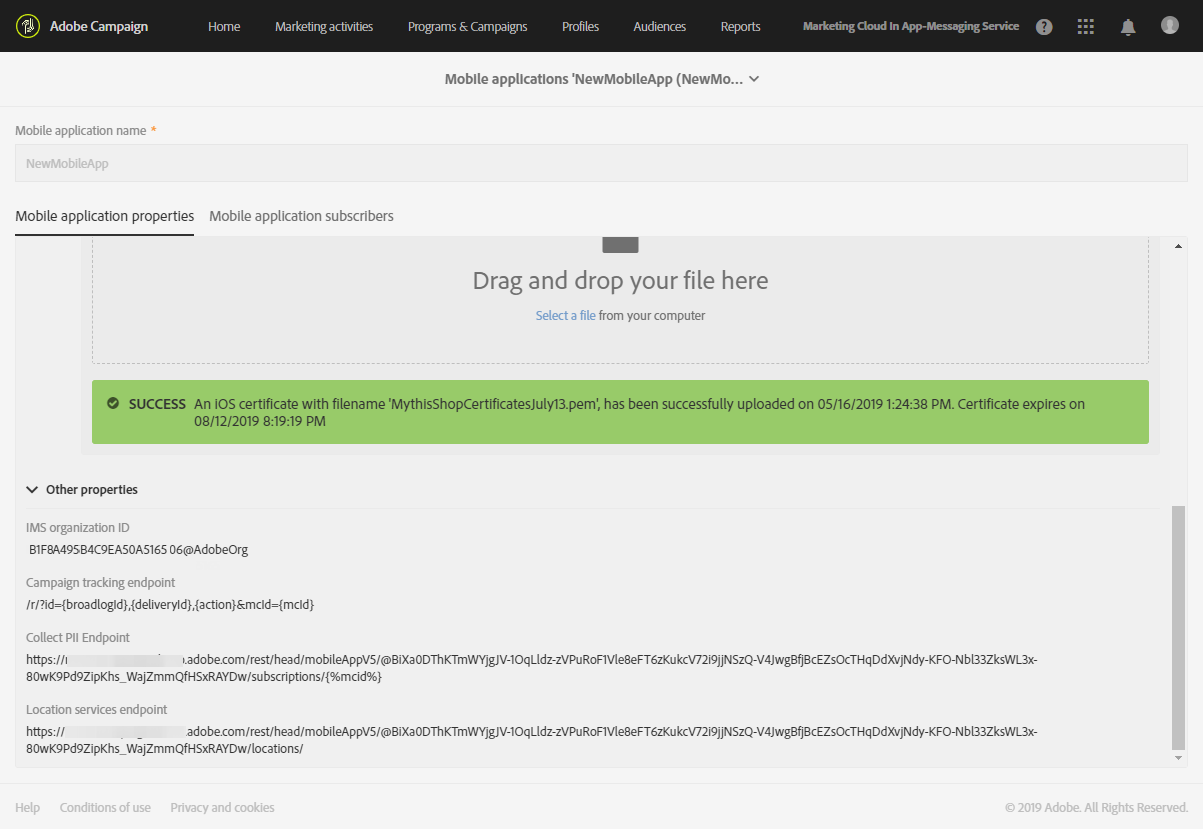 Adobe Campaign Home Marketing activities Programs & Campaigns Profiles Audiences Reports Marketing Cloud In App-Messaging Service ?
Mobile applications 'NewMobileApp (NewMo...
Mobile application name *
NewMobileApp
Mobile application properties Mobile application subscribers
Drag and drop your file here
Select a file from your computer
SUCCESS An iOS certificate with filename 'MythisShopCertificatesJuly13.pem', has been successfully uploaded on 05/16/2019 1:24:38 PM. Certificate expires on
08/12/2019 8:19:19 PM
Other properties
IMS organization ID
B1F8A495B4C9EA50A5165 06@AdobeOrg
Campaign tracking endpoint
/r/?id={broadlogId},{deliveryId},{action}&mcId={mcId}
Collect PII Endpoint
https:// .adobe.com/rest/head/mobileAppV5/@BiXa0DThKTmWYjgJV-1OqLldz-zVPuRoF1Vle8eFT6zKukcV72i9jjNSzQ-V4JwgBfjBcEZsOcTHqDdXvjNdy-KFO-Nbl33ZksWL3x-
80wK9Pd9ZipKhs_WajZmmQfHSxRAYDw/subscriptions/{%mcid%}
Location services endpoint
https:// .adobe.com/rest/head/mobileAppV5/@BiXa0DThKTmWYjgJV-1OqLldz-zVPuRoF1Vle8eFT6zKukcV72i9jjNSzQ-V4JwgBfjBcEZsOcTHqDdXvjNdy-KFO-Nbl33ZksWL3x-
80wK9Pd9ZipKhs_WajZmmQfHSxRAYDw/locations/
Help Conditions of use Privacy and cookies © 2019 Adobe. All Rights Reserved.